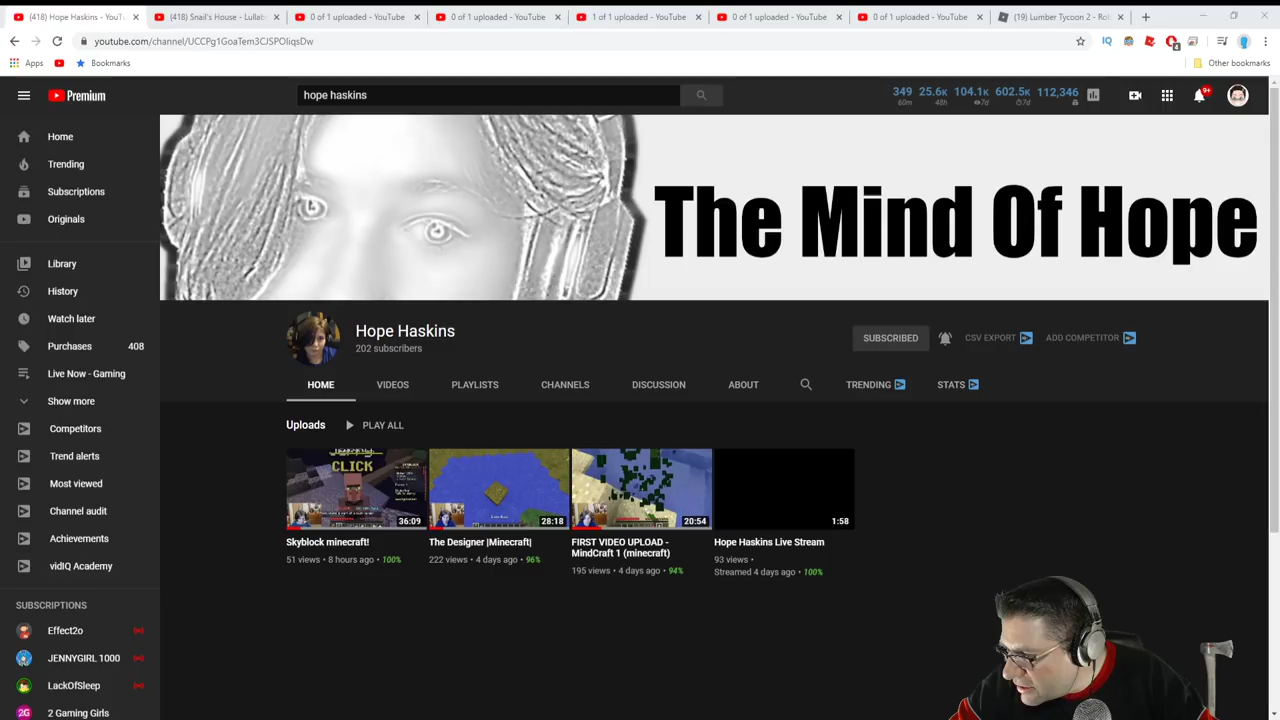 (418) Hope Haskins - YouTu
(418) Snail's House - Lullab
0 of 1 uploaded - YouTube
0 of 1 uploaded - YouTube
1 of 1 uploaded - YouTube
0 of 1 uploaded - YouTube
0 of 1 uploaded - YouTube
(19) Lumber Tycoon 2 - Rob
youtube.com/channel/UCCPg1GoaTem3CJSPOliqsDw
Apps
Bookmarks
Other bookmarks
Premium
hope haskins
349 25.6K 104.1K 602.5K 112,346
60m 48h 7d 7d
9+
Home
Trending
Subscriptions
Originals
Library
History
Watch later
Purchases 408
Live Now - Gaming
Show more
Competitors
Trend alerts
Most viewed
Channel audit
Achievements
vidIQ Academy
SUBSCRIPTIONS
Effect2o
JENNYGIRL 1000
LackOfSleep
2 Gaming Girls
The Mind Of Hope
Hope Haskins
202 subscribers
SUBSCRIBED
CSV EXPORT
ADD COMPETITOR
HOME VIDEOS PLAYLISTS CHANNELS DISCUSSION ABOUT TRENDING STATS
Uploads PLAY ALL
CLICK
36:09
28:18
20:54
1:58
Skyblock minecraft!
51 views • 8 hours ago • 100%
The Designer |Minecraft|
222 views • 4 days ago • 96%
FIRST VIDEO UPLOAD -
MindCraft 1 (minecraft)
195 views • 4 days ago • 94%
Hope Haskins Live Stream
93 views •
Streamed 4 days ago • 100%